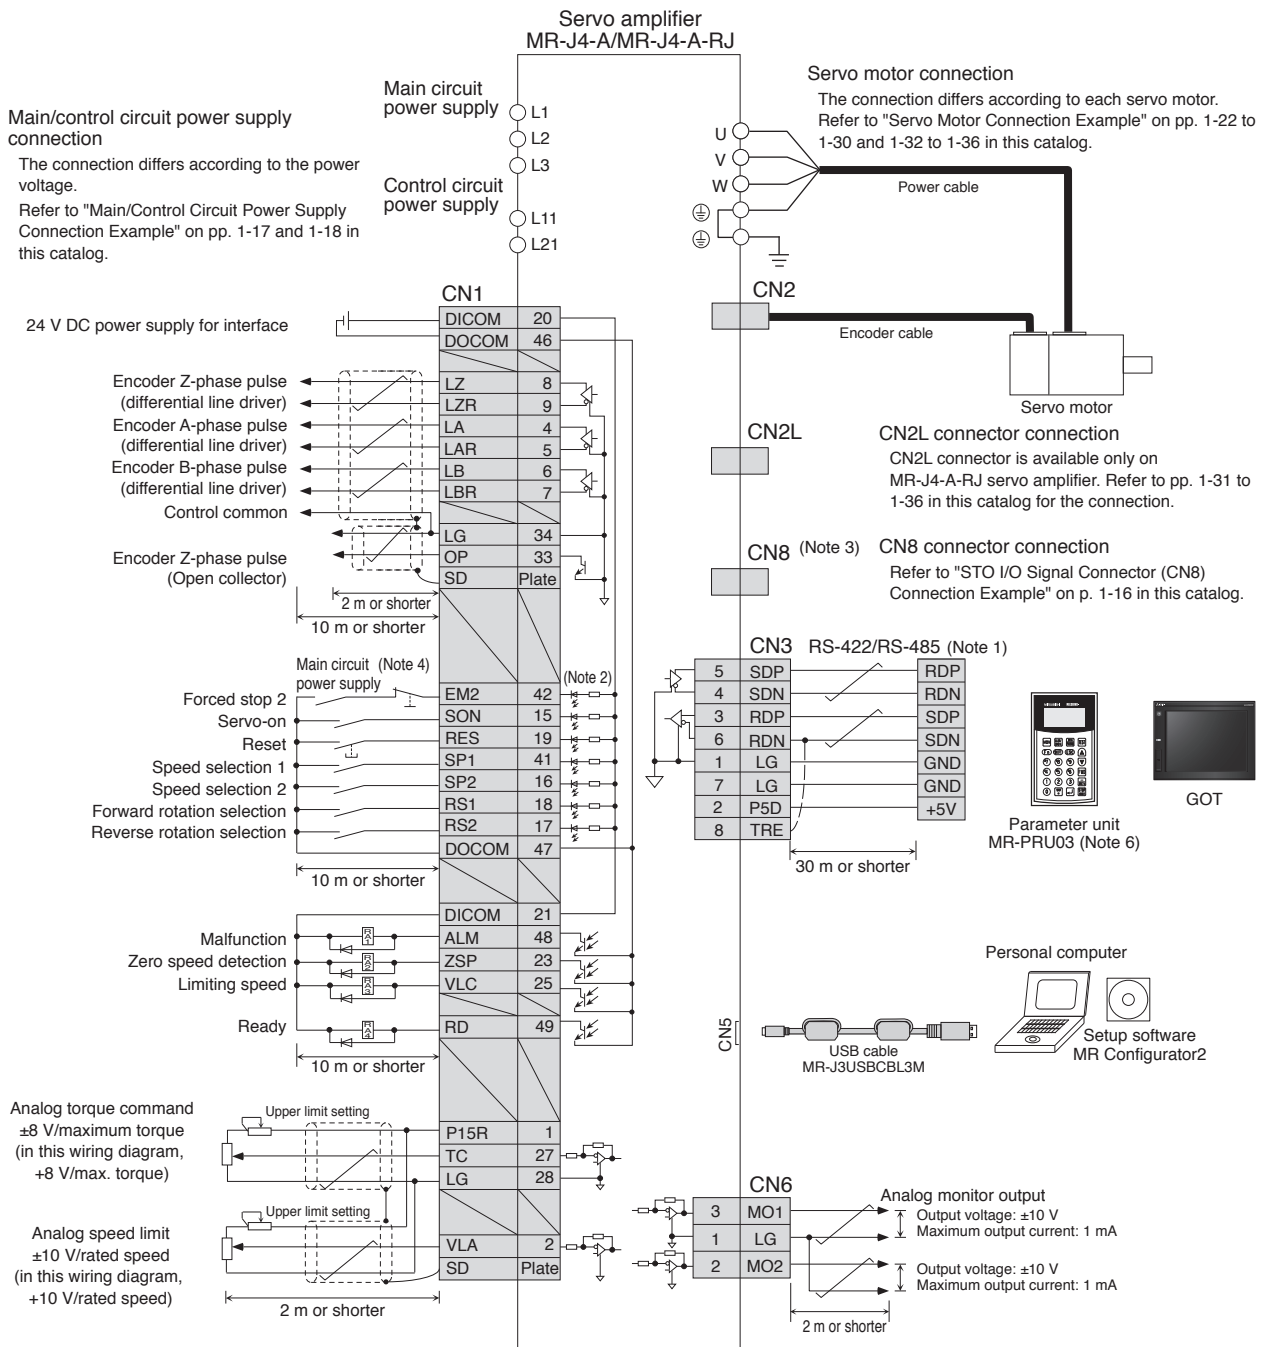 Servo amplifier
MR-J4-A/MR-J4-A-RJ
Main/control circuit power supply
connection
The connection differs according to the power
voltage.
Refer to "Main/Control Circuit Power Supply
Connection Example" on pp. 1-17 and 1-18 in
this catalog.
Main circuit
power supply
L1
L2
L3
Control circuit
power supply
L11
L21
Servo motor connection
The connection differs according to each servo motor.
Refer to "Servo Motor Connection Example" on pp. 1-22 to
1-30 and 1-32 to 1-36 in this catalog.
U
V
W
Power cable
CN2
Encoder cable
Servo motor
CN2L
CN2L connector connection
CN2L connector is available only on
MR-J4-A-RJ servo amplifier. Refer to pp. 1-31 to
1-36 in this catalog for the connection.
CN8 (Note 3)
CN8 connector connection
Refer to "STO I/O Signal Connector (CN8)
Connection Example" on p. 1-16 in this catalog.
CN1
24 V DC power supply for interface
DICOM 20
DOCOM 46
Encoder Z-phase pulse
(differential line driver)
LZ 8
LZR 9
Encoder A-phase pulse
(differential line driver)
LA 4
LAR 5
Encoder B-phase pulse
(differential line driver)
LB 6
LBR 7
Control common
LG 34
Encoder Z-phase pulse
(Open collector)
OP 33
SD Plate
2 m or shorter
10 m or shorter
Main circuit (Note 4)
power supply
(Note 2)
Forced stop 2 EM2 42
Servo-on SON 15
Reset RES 19
Speed selection 1 SP1 41
Speed selection 2 SP2 16
Forward rotation selection RS1 18
Reverse rotation selection RS2 17
DOCOM 47
10 m or shorter
DICOM 21
Malfunction RA1 ALM 48
Zero speed detection RA2 ZSP 23
Limiting speed RA3 VLC 25
Ready RA4 RD 49
10 m or shorter
Analog torque command
±8 V/maximum torque
(in this wiring diagram,
+8 V/max. torque)
Upper limit setting
P15R 1
TC 27
LG 28
Analog speed limit
±10 V/rated speed
(in this wiring diagram,
+10 V/rated speed)
Upper limit setting
VLA 2
SD Plate
2 m or shorter
CN3 RS-422/RS-485 (Note 1)
5 SDP RDP
4 SDN RDN
3 RDP SDP
6 RDN SDN
1 LG GND
7 LG GND
2 P5D +5V
8 TRE
30 m or shorter
Parameter unit
MR-PRU03 (Note 6)
GOT
CN5
USB cable
MR-J3USBCBL3M
Personal computer
Setup software
MR Configurator2
CN6
3 MO1
1 LG
2 MO2
Analog monitor output
Output voltage: ±10 V
Maximum output current: 1 mA
Output voltage: ±10 V
Maximum output current: 1 mA
2 m or shorter